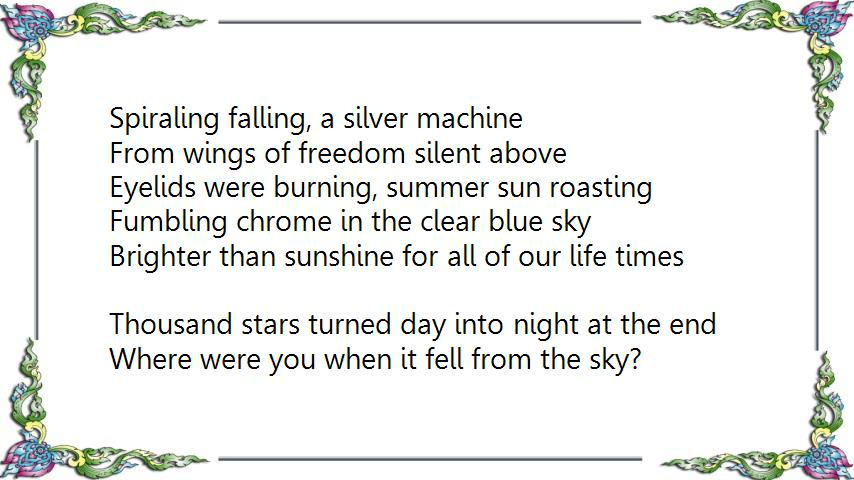 Spiraling falling, a silver machine
From wings of freedom silent above
Eyelids were burning, summer sun roasting
Fumbling chrome in the clear blue sky
Brighter than sunshine for all of our life times
Thousand stars turned day into night at the end
Where were you when it fell from the sky?